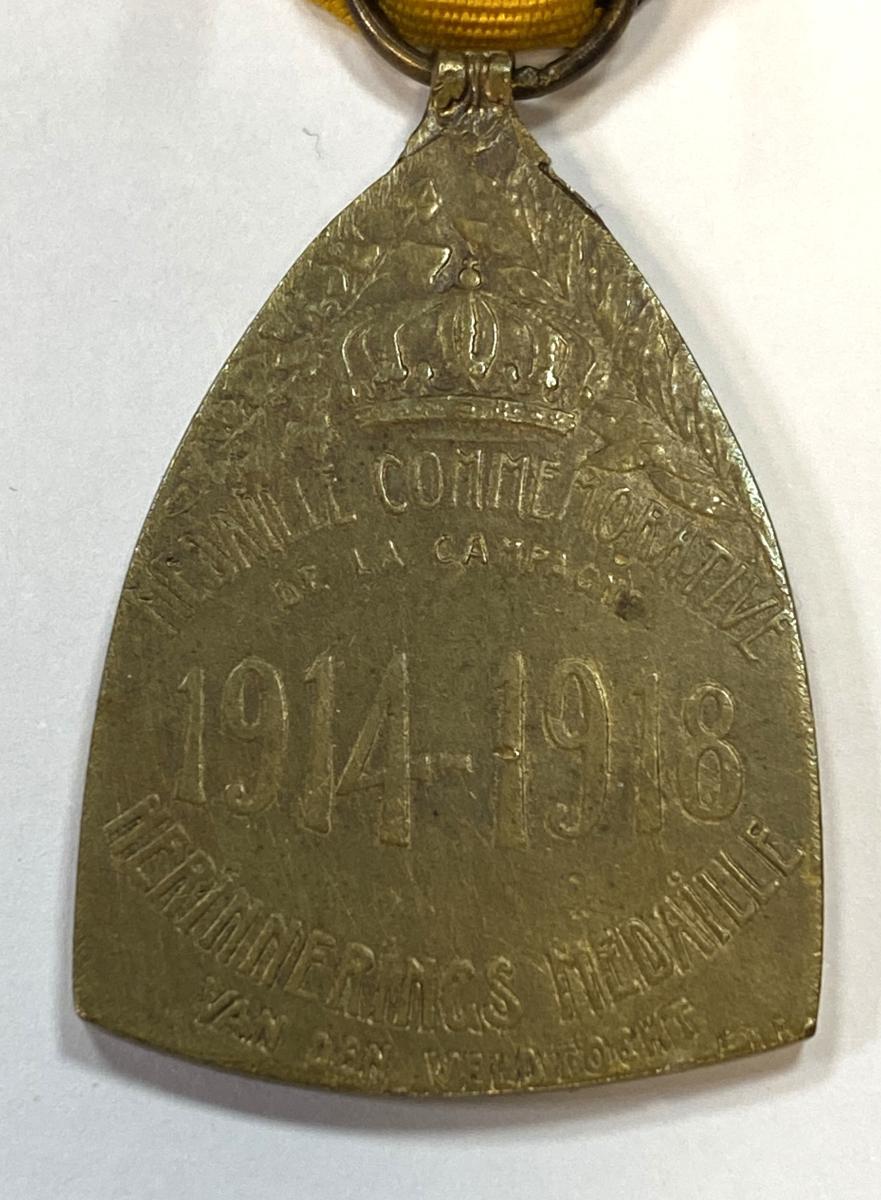 MEDAILLE COMMEMORATIVE
DE LA CAMPAGNE
1914-1918
HERINNERINGS MEDAILLE
VAN DEN VELDTOCHT